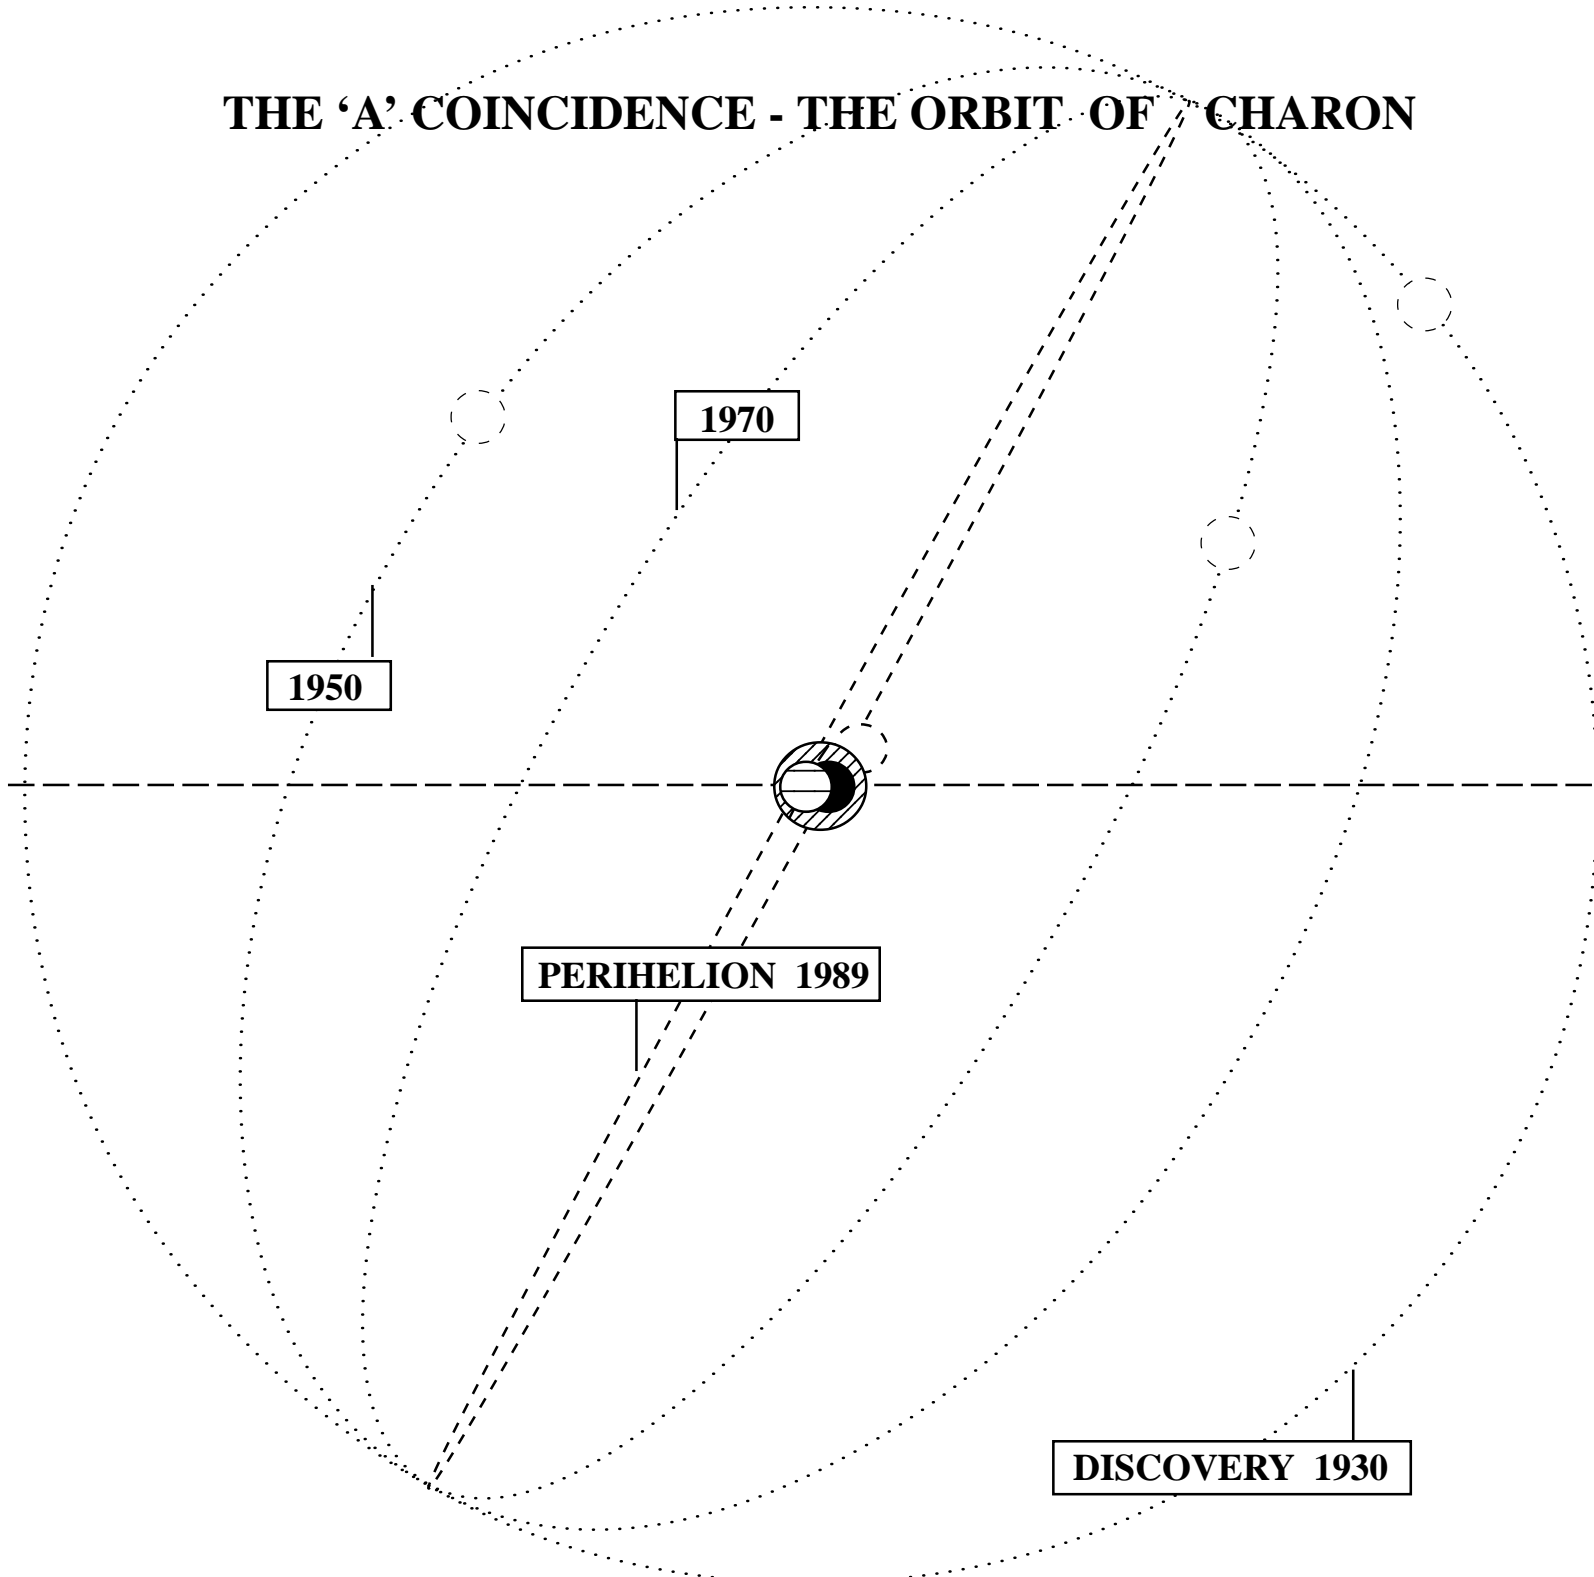 THE ‘A’ COINCIDENCE - THE ORBIT OF CHARON
1970
1950
PERIHELION 1989
DISCOVERY 1930